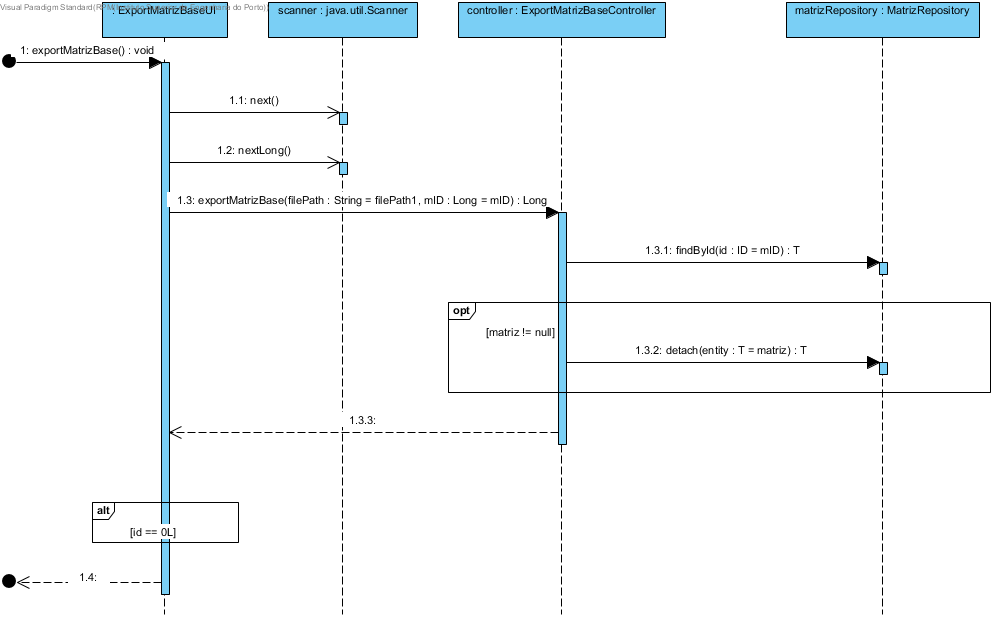 Visual Paradigm Standard(
do Porto)
: ExportMatrizBaseUI
scanner : java.util.Scanner
controller : ExportMatrizBaseController
matrizRepository : MatrizRepository
1: exportMatrizBase() : void
1.1: next()
1.2: nextLong()
1.3: exportMatrizBase(filePath : String = filePath1, mID : Long = mID) : Long
1.3.1: findById(id : ID = mID) : T
opt
[matriz != null]
1.3.2: detach(entity : T = matriz) : T
1.3.3:
alt
[id == 0L]
1.4: